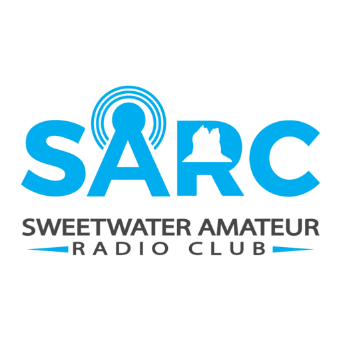 SARC
SWEETWATER AMATEUR
RADIO CLUB